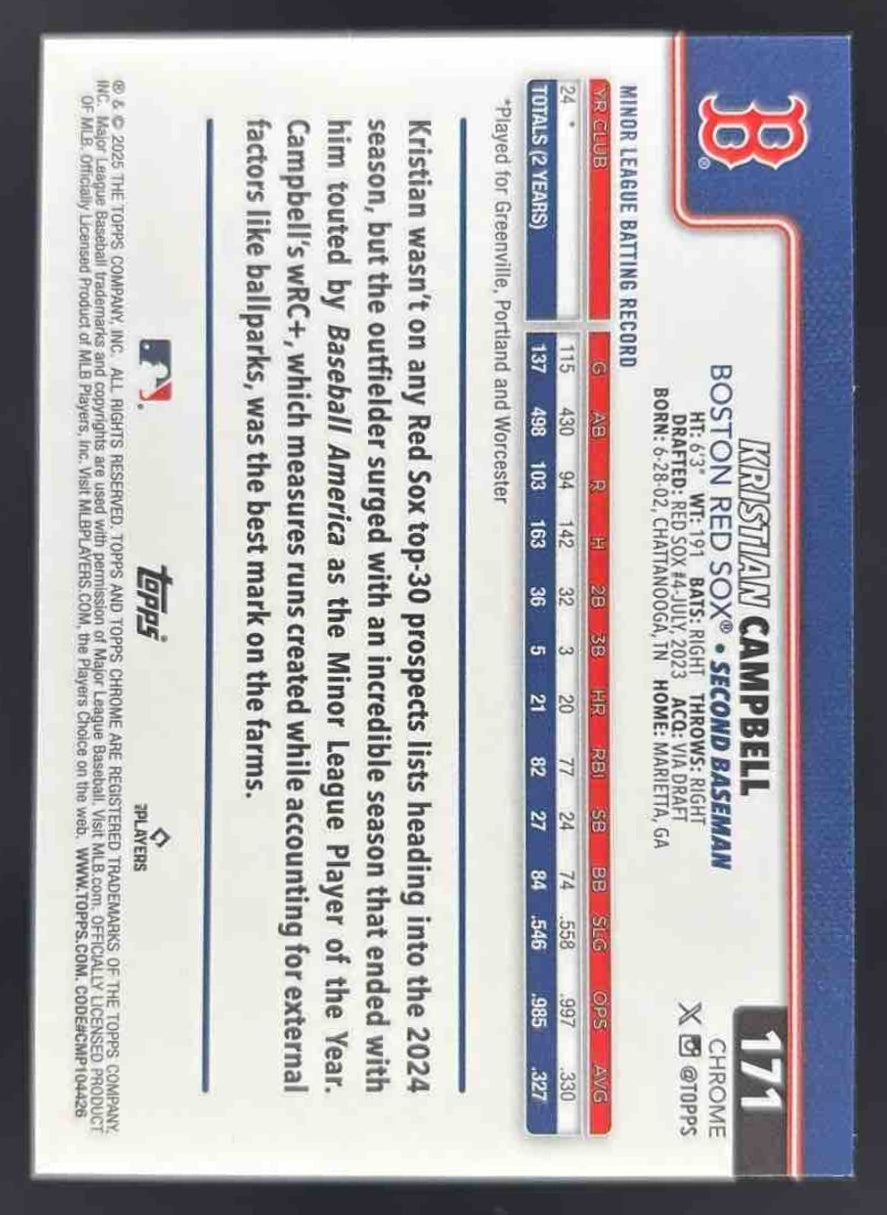 B®
171
KRISTIAN CAMPBELL
CHROME
BOSTON RED SOX® • SECOND BASEMAN
X @TOPPS
HT: 6'3" WT: 191 BATS: RIGHT THROWS: RIGHT
DRAFTED: RED SOX #4-JULY, 2023 ACQ: VIA DRAFT
BORN: 6-28-02, CHATTANOOGA, TN HOME: MARIETTA, GA
MINOR LEAGUE BATTING RECORD
YR CLUB G AB R H 2B 3B HR RBI SB BB SLG OPS AVG
24 * 115 430 94 142 32 3 20 77 24 74 .558 .997 .330
TOTALS (2 YEARS) 137 498 103 163 36 5 21 82 27 84 .546 .985 .327
*Played for Greenville, Portland and Worcester
Kristian wasn't on any Red Sox top-30 prospects lists heading into the 2024
season, but the outfielder surged with an incredible season that ended with
him touted by Baseball America as the Minor League Player of the Year.
Campbell's wRC+, which measures runs created while accounting for external
factors like ballparks, was the best mark on the farms.
topps®
PLAYERS
® & © 2025 THE TOPPS COMPANY, INC. ALL RIGHTS RESERVED. TOPPS AND TOPPS CHROME ARE REGISTERED TRADEMARKS OF THE TOPPS COMPANY,
INC. Major League Baseball trademarks and copyrights are used with permission of Major League Baseball. Visit MLB.com. OFFICIALLY LICENSED PRODUCT
OF MLB. Officially Licensed Product of MLB Players, Inc. Visit MLBPLAYERS.COM, the Players Choice on the web. WWW.TOPPS.COM. CODE#CMP104426